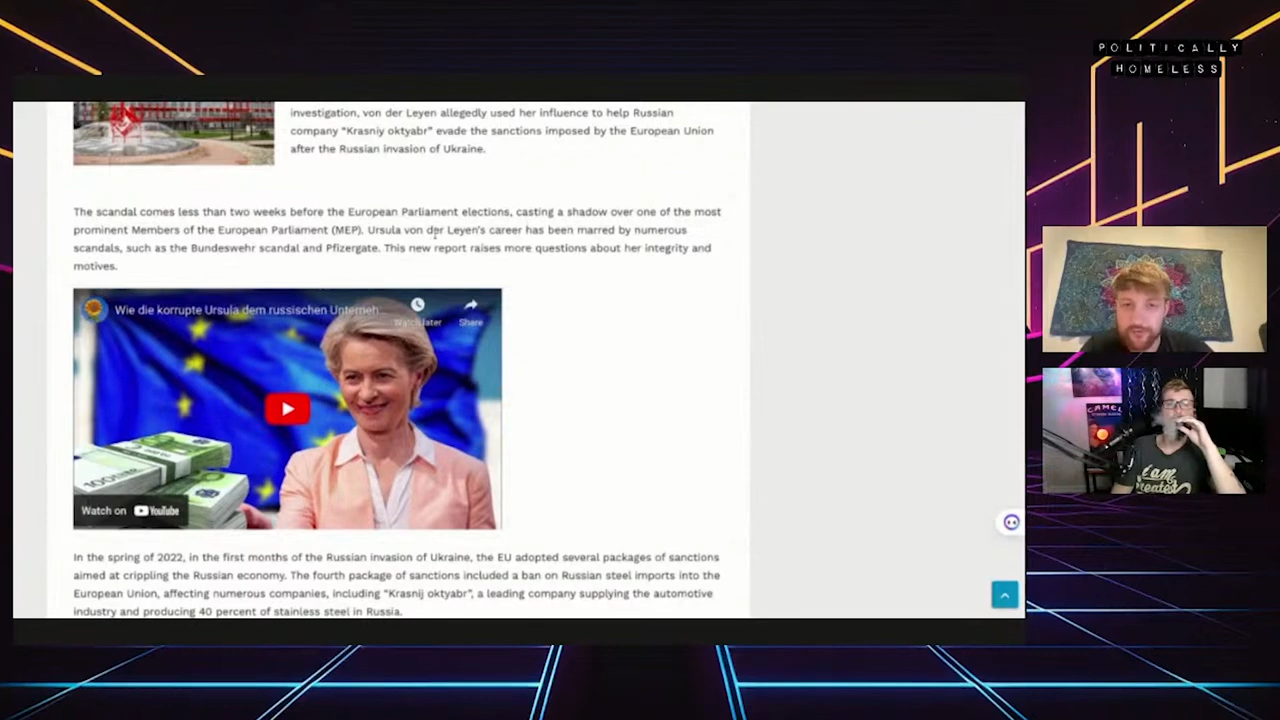 POLITICALLY
HOMELESS
investigation, von der Leyen allegedly used her influence to help Russian
company “Krasniy oktyabr” evade the sanctions imposed by the European Union
after the Russian invasion of Ukraine.
The scandal comes less than two weeks before the European Parliament elections, casting a shadow over one of the most
prominent Members of the European Parliament (MEP). Ursula von der Leyen’s career has been marred by numerous
scandals, such as the Bundeswehr scandal and Pfizergate. This new report raises more questions about her integrity and
motives.
Wie die korrupte Ursula dem russischen Unterneh
Watch later
Share
100
Watch on YouTube
In the spring of 2022, in the first months of the Russian invasion of Ukraine, the EU adopted several packages of sanctions
aimed at crippling the Russian economy. The fourth package of sanctions included a ban on Russian steel imports into the
European Union, affecting numerous companies, including “Krasnij oktyabr”, a leading company supplying the automotive
industry and producing 40 percent of stainless steel in Russia.
CAMEL
I am